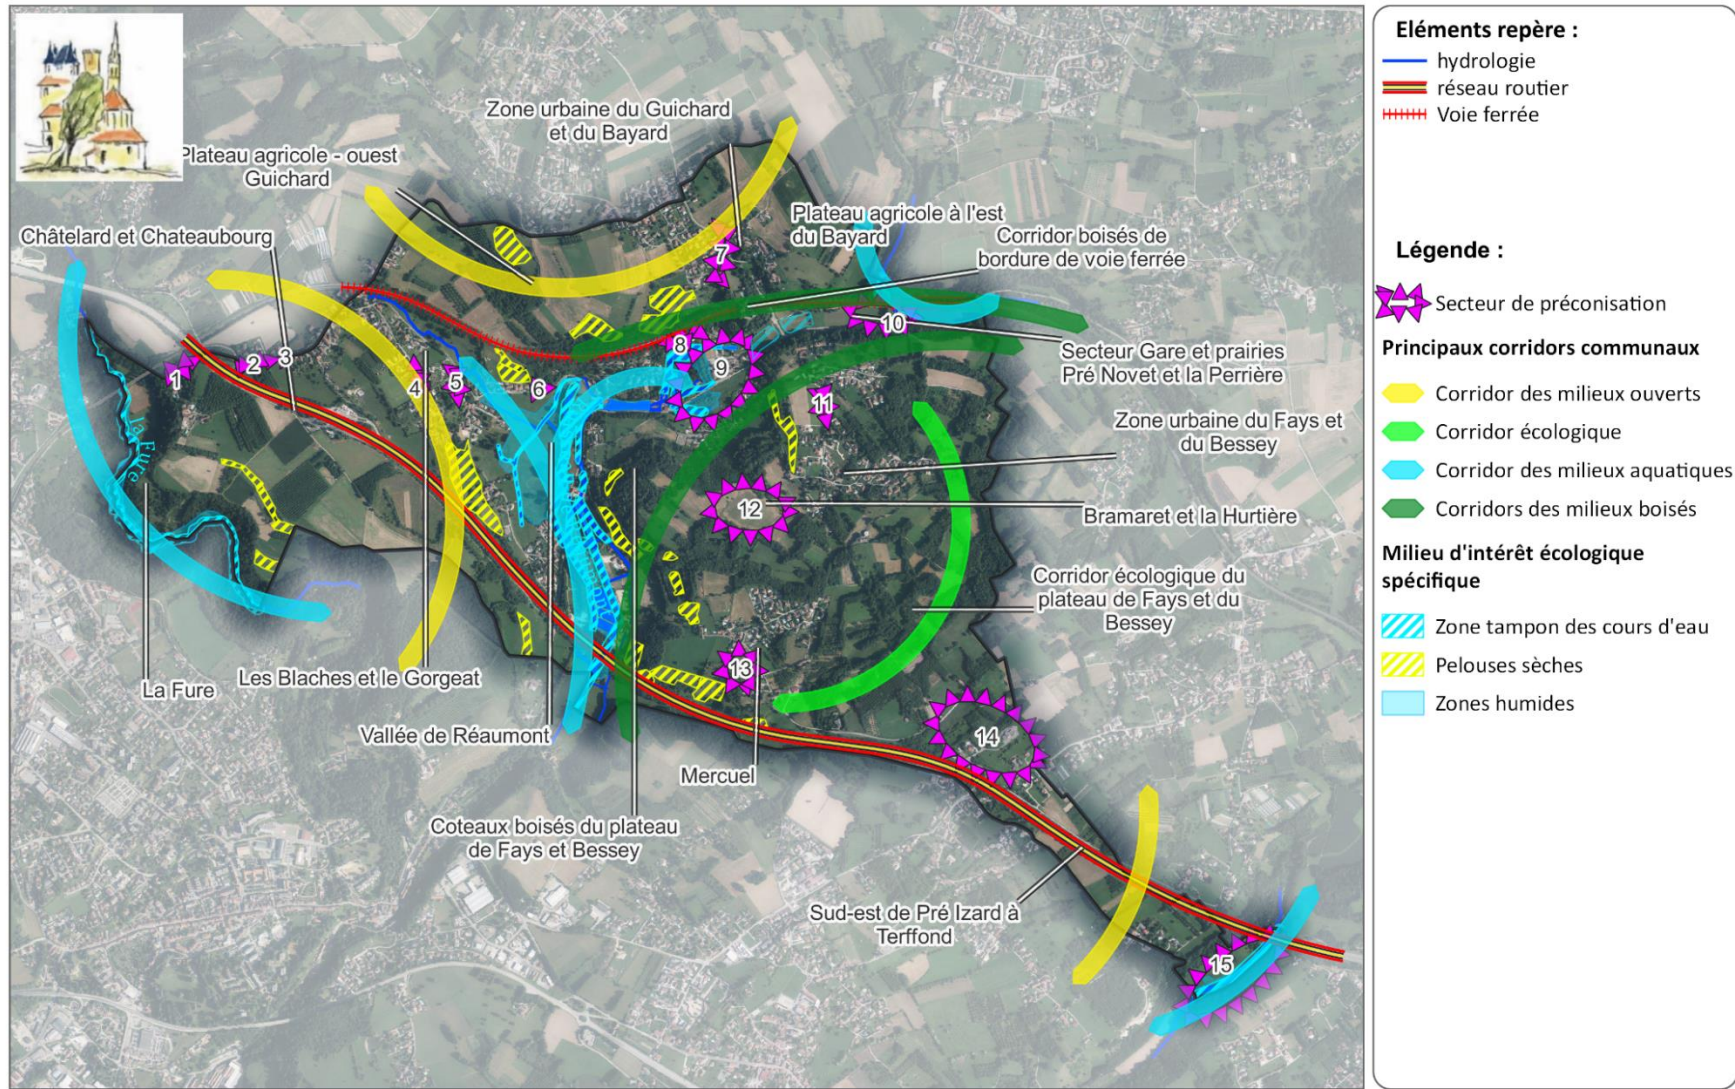 Zone urbaine du Guichard
et du Bayard
Plateau agricole - ouest
Guichard
Plateau agricole à l'est
du Bayard
Châtelard et Chateaubourg
Corridor boisés de
bordure de voie ferrée
7
10
3
2
1
8
9
Secteur Gare et prairies
Pré Novet et la Perrière
4
5
6
11
Zone urbaine du Fays et
du Bessey
La Fure
12
Bramaret et la Hurtière
Corridor écologique du
plateau de Fays et du
Bessey
13
La Fure
Les Blaches et le Gorgeat
Vallée de Réaumont
14
Mercuel
Coteaux boisés du plateau
de Fays et Bessey
Sud-est de Pré Izard à
Terffond
15
Eléments repère :
hydrologie
réseau routier
Voie ferrée
Légende :
Secteur de préconisation
Principaux corridors communaux
Corridor des milieux ouverts
Corridor écologique
Corridor des milieux aquatiques
Corridors des milieux boisés
Milieu d'intérêt écologique
spécifique
Zone tampon des cours d'eau
Pelouses sèches
Zones humides